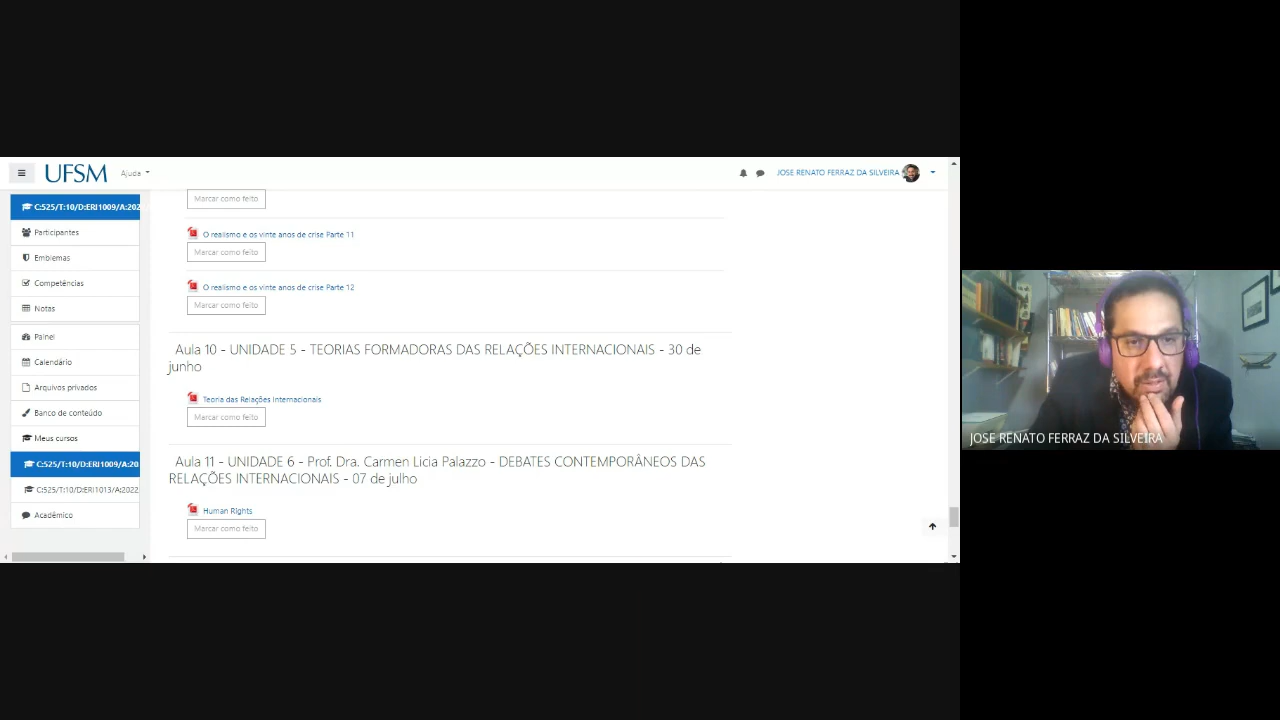 UFSM
Ajuda
JOSE RENATO FERRAZ DA SILVEIRA
C:525/T:10/D:ERI1009/A:202
Participantes
Emblemas
Competências
Notas
Painel
Calendário
Arquivos privados
Banco de conteúdo
Meus cursos
C:525/T:10/D:ERI1009/A:20
C:525/T:10/D:ERI1013/A:2022
Acadêmico
Marcar como feito
O realismo e os vinte anos de crise Parte 11
Marcar como feito
O realismo e os vinte anos de crise Parte 12
Marcar como feito
Aula 10 - UNIDADE 5 - TEORIAS FORMADORAS DAS RELAÇÕES INTERNACIONAIS - 30 de
junho
Teoria das Relações Internacionais
Marcar como feito
Aula 11 - UNIDADE 6 - Prof. Dra. Carmen Licia Palazzo - DEBATES CONTEMPORÂNEOS DAS
RELAÇÕES INTERNACIONAIS - 07 de julho
Human Rights
Marcar como feito
JOSE RENATO FERRAZ DA SILVEIRA